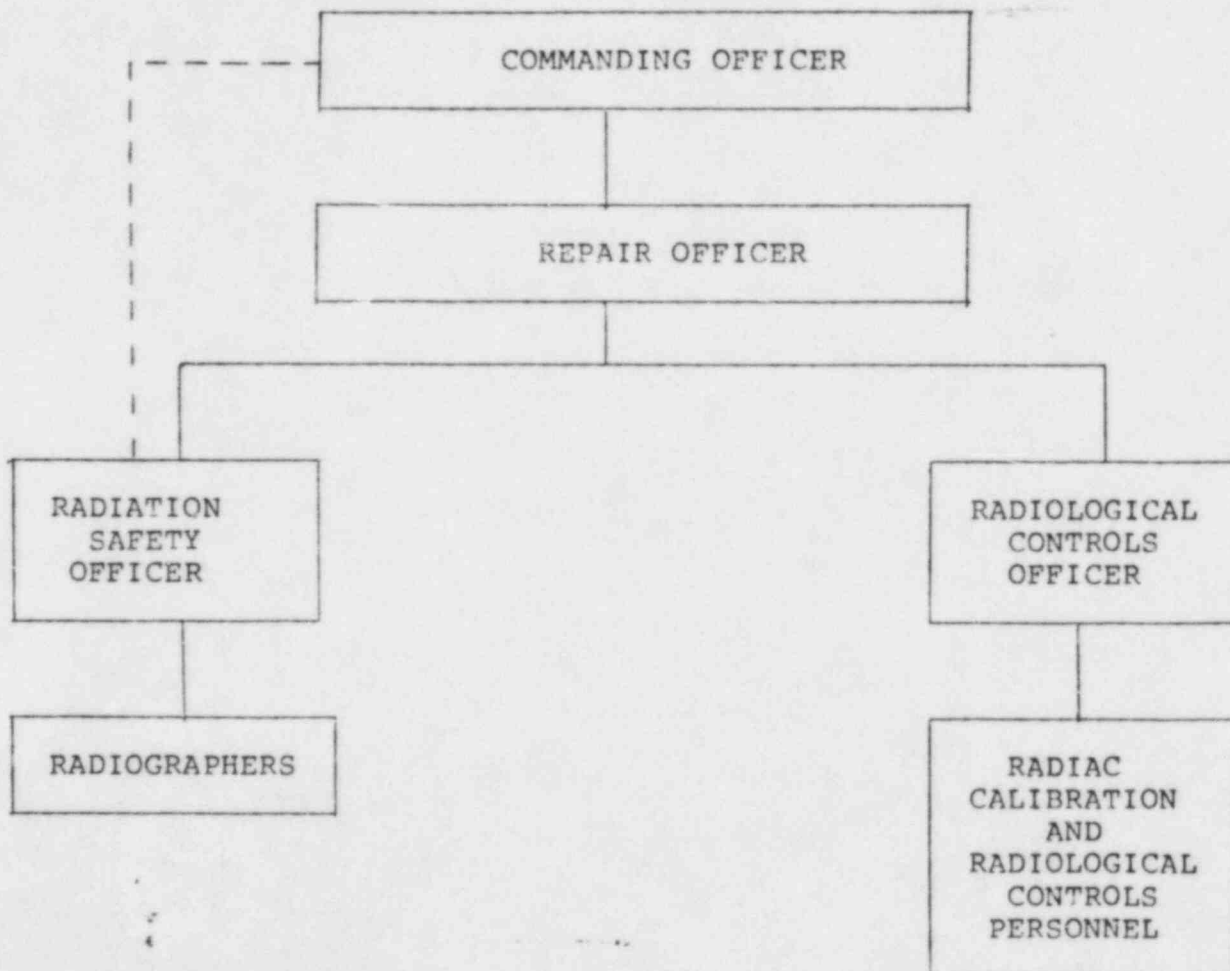 COMMANDING OFFICER
REPAIR OFFICER
RADIATION
SAFETY
OFFICER
RADIOLOGICAL
CONTROLS
OFFICER
RADIOGRAPHERS
RADIAC
CALIBRATION
AND
RADIOLOGICAL
CONTROLS
PERSONNEL